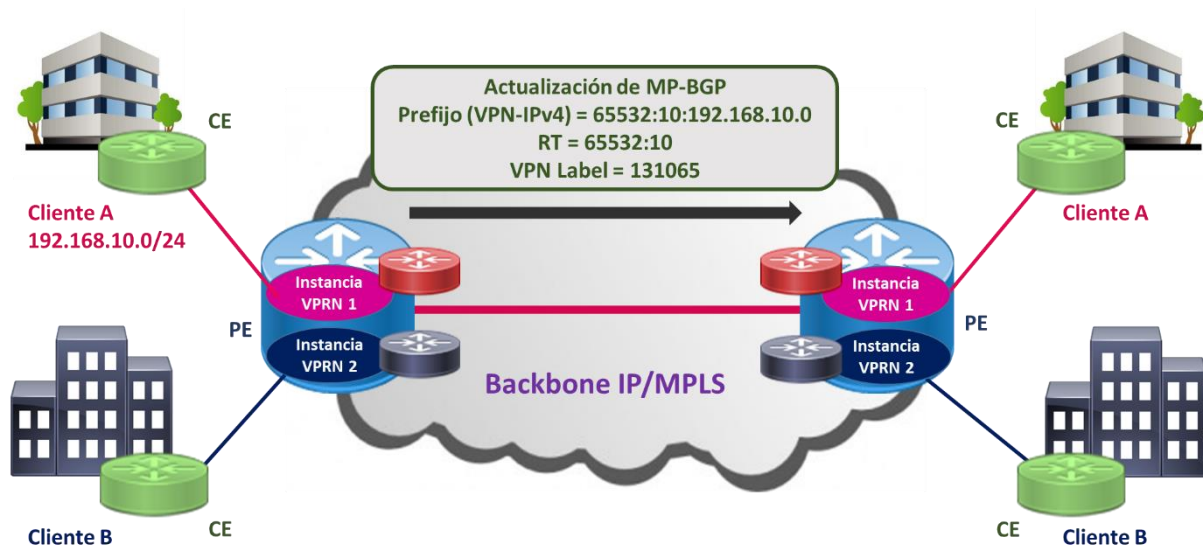 Actualización de MP-BGP
Prefijo (VPN-IPv4) = 65532:10:192.168.10.0
RT = 65532:10
VPN Label = 131065
CE
CE
Cliente A
192.168.10.0/24
Cliente A
Instancia
VPRN 1
Instancia
VPRN 1
PE
PE
Instancia
VPRN 2
Instancia
VPRN 2
Backbone IP/MPLS
CE
CE
Cliente B
Cliente B